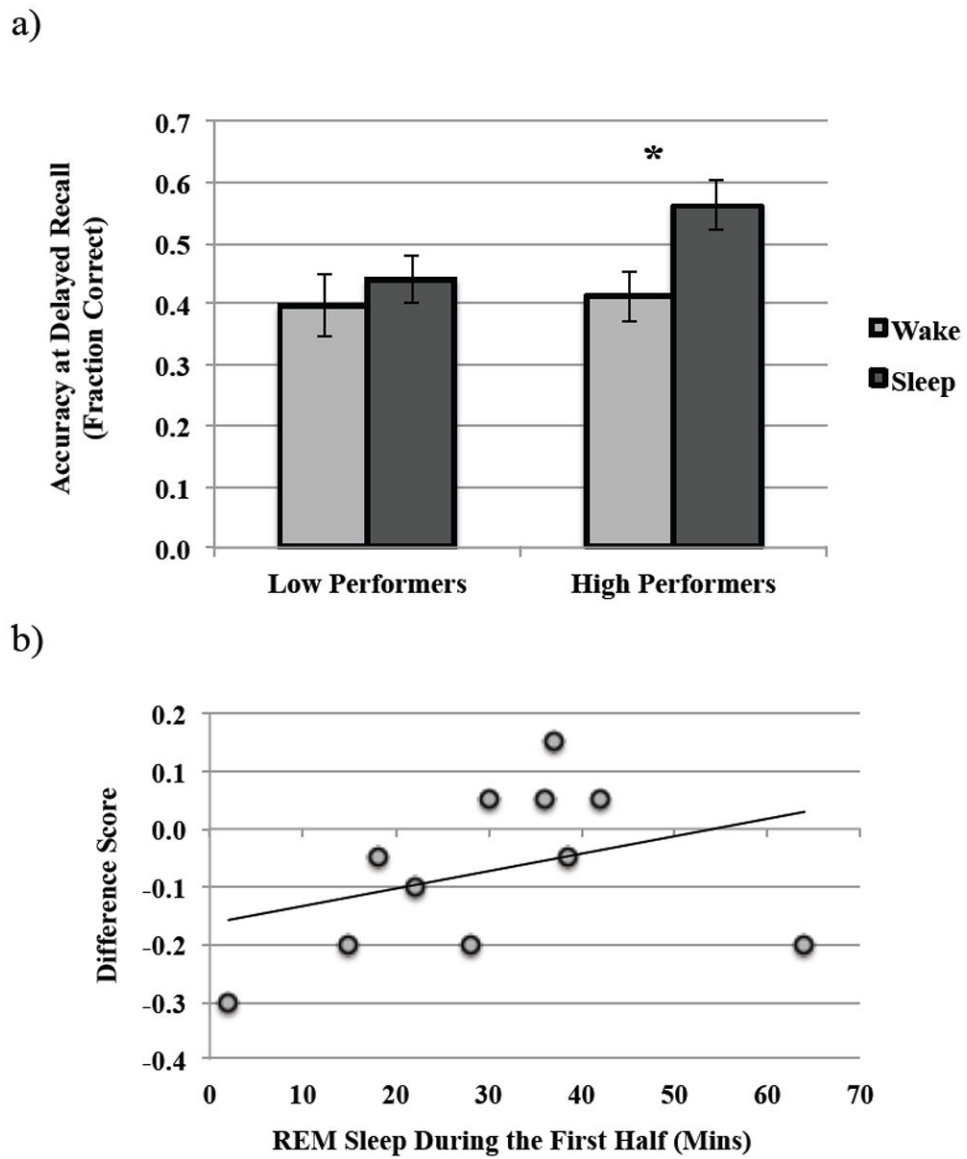 a)
0.7
0.6
0.5
0.4
0.3
0.2
0.1
0.0
Accuracy at Delayed Recall
(Fraction Correct)
*
Low Performers
High Performers
Wake
Sleep
b)
0.2
0.1
0.0
-0.1
-0.2
-0.3
-0.4
Difference Score
0 10 20 30 40 50 60 70
REM Sleep During the First Half (Mins)